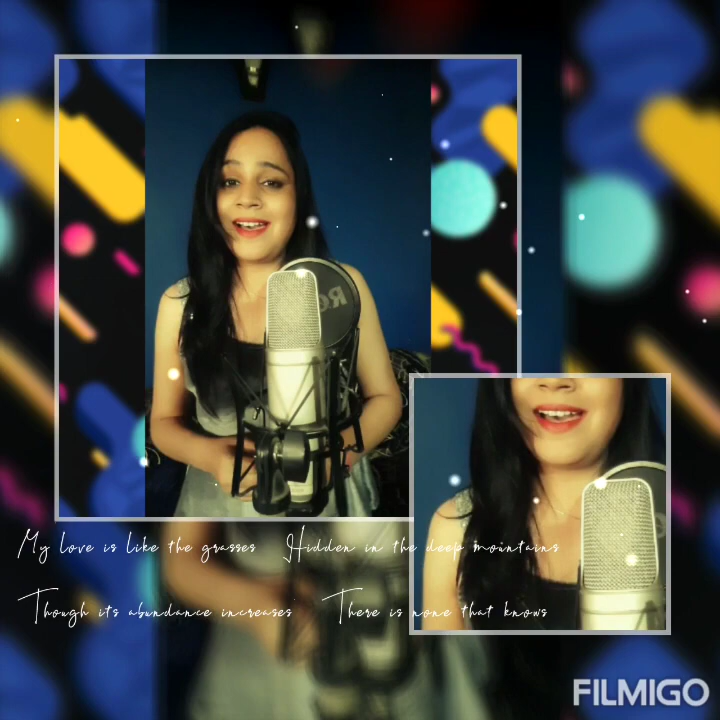 My love is like the grasses Hidden in the deep mountains
Though its abundance increases There is none that knows
FILMIGO